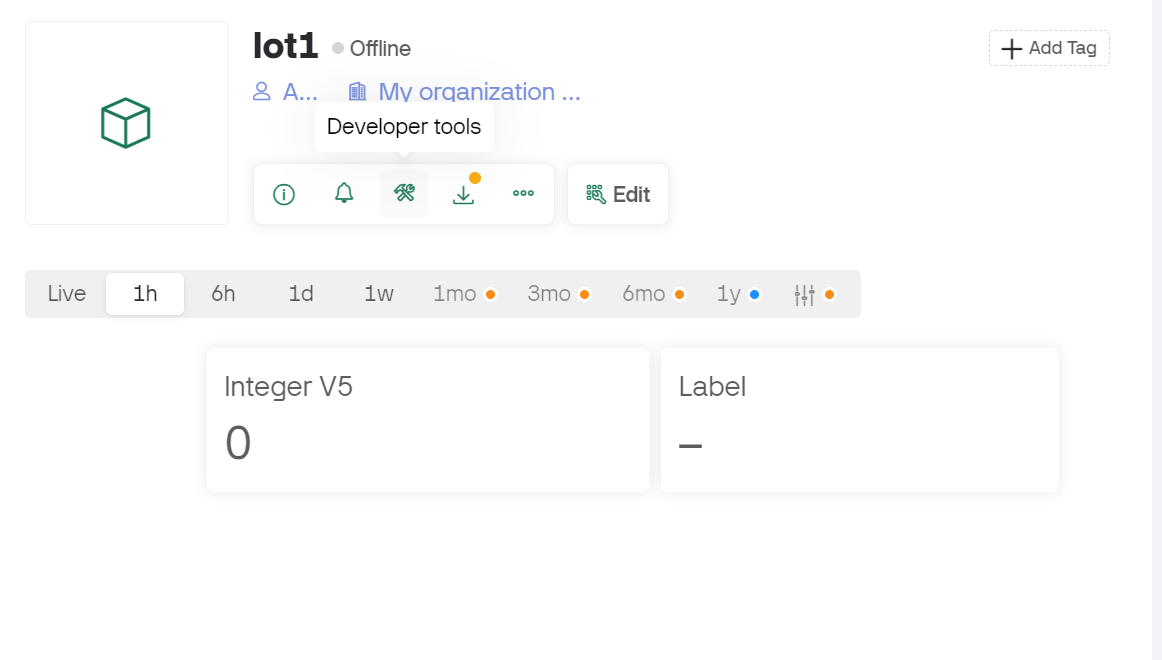 lot1 Offline
Add Tag
A... My organization ...
Developer tools
Edit
Live 1h 6h 1d 1w 1mo 3mo 6mo 1y
Integer V5
0
Label
–